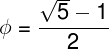 ϕ = (√5 − 1)/2